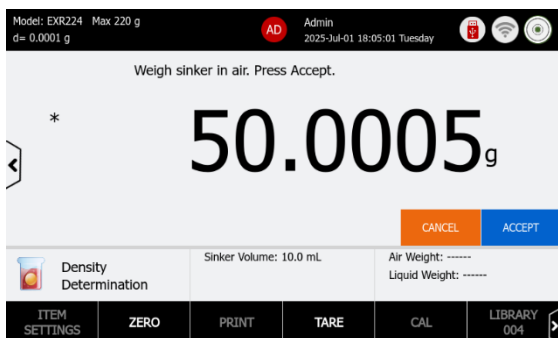 Model: EXR224 Max 220 g
d= 0.0001 g
AD
Admin
2025-Jul-01 18:05:01 Tuesday
Weigh sinker in air. Press Accept.
*
50.0005 g
CANCEL
ACCEPT
Density
Determination
Sinker Volume: 10.0 mL
Air Weight: ------
Liquid Weight: ------
ITEM
SETTINGS
ZERO
PRINT
TARE
CAL
LIBRARY
004